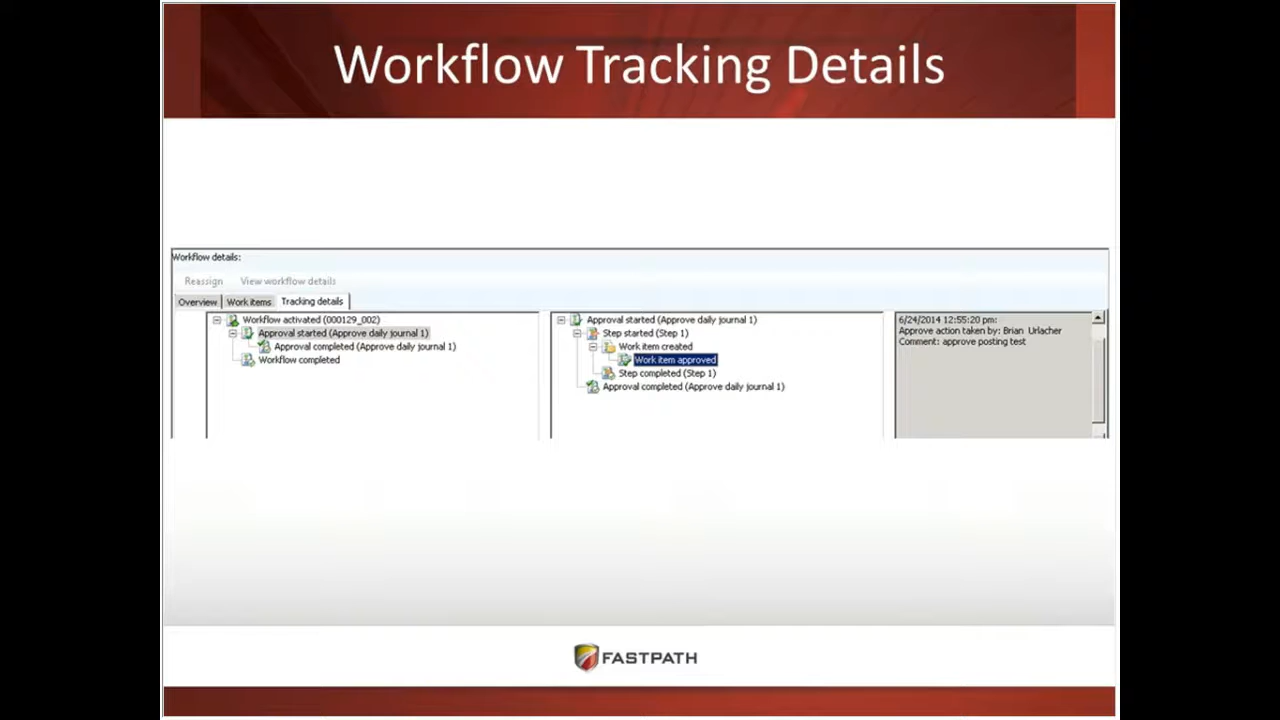 Workflow Tracking Details
Workflow details:
Reassign View workflow details
Overview Work items Tracking details
Workflow activated (000129_002)
Approval started (Approve daily journal 1)
Approval completed (Approve daily journal 1)
Workflow completed
Approval started (Approve daily journal 1)
Step started (Step 1)
Work item created
Work item approved
Step completed (Step 1)
Approval completed (Approve daily journal 1)
6/24/2014 12:55:20 pm:
Approve action taken by: Brian Urlacher
Comment: approve posting test
FASTPATH